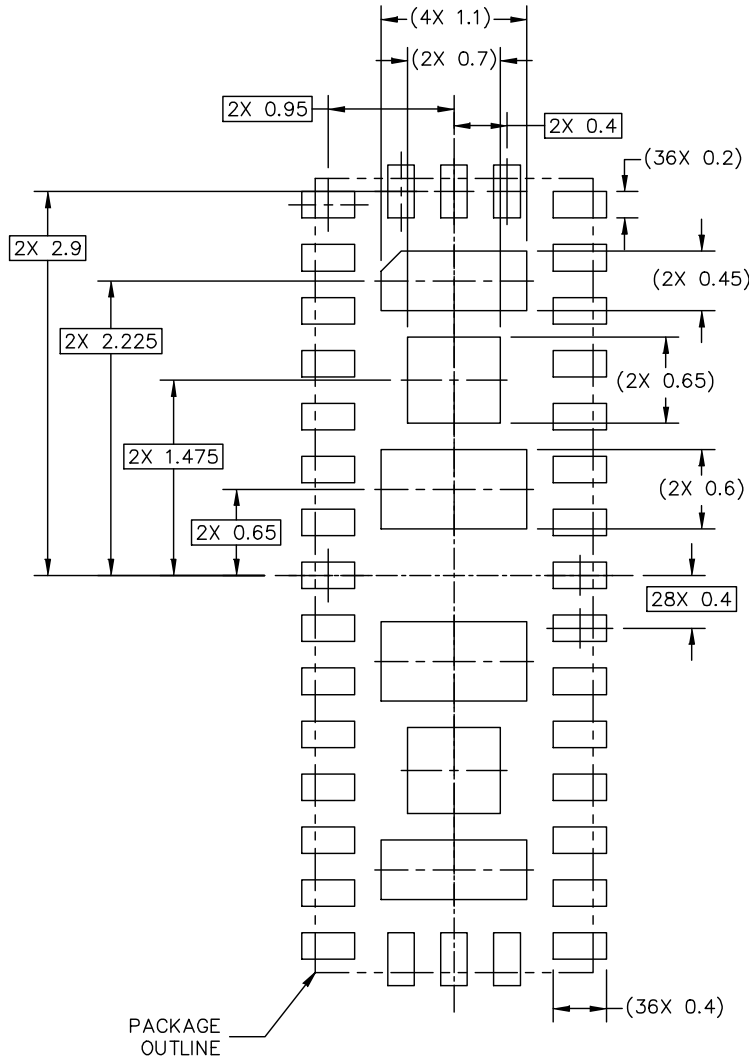 (4X 1.1)
(2X 0.7)
2X 0.95
2X 0.4
(36X 0.2)
2X 2.9
(2X 0.45)
2X 2.225
(2X 0.65)
2X 1.475
(2X 0.6)
2X 0.65
28X 0.4
(36X 0.4)
PACKAGE
OUTLINE